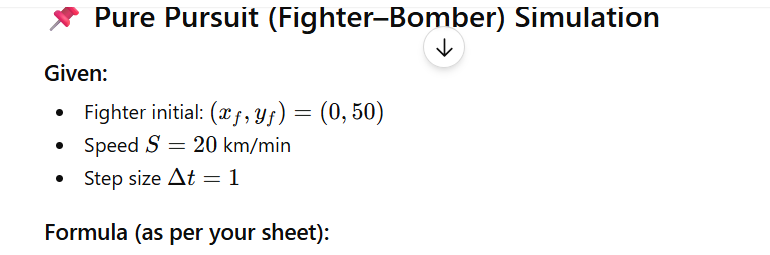 📌 Pure Pursuit (Fighter–Bomber) Simulation
Given:
• Fighter initial: (x_f, y_f) = (0, 50)
• Speed S = 20 km/min
• Step size Δt = 1
Formula (as per your sheet):